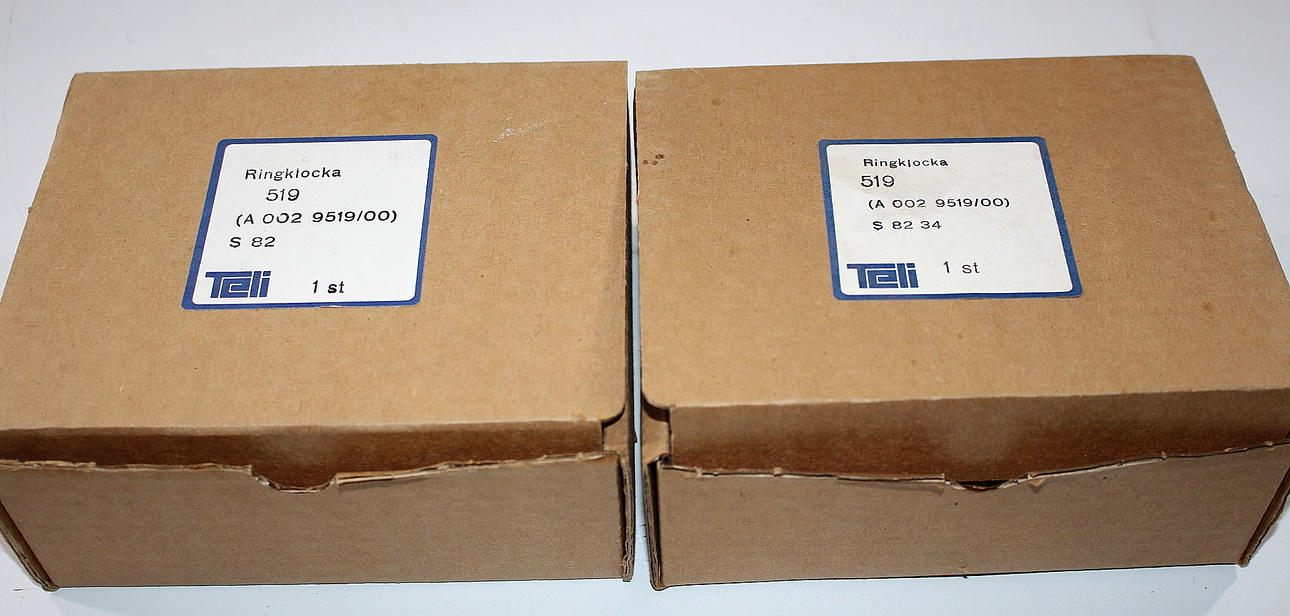 Ringklocka
519
(A 002 9519/00)
S 82
Teli 1 st
Ringklocka
519
(A 002 9519/00)
S 82 34
Teli 1 st